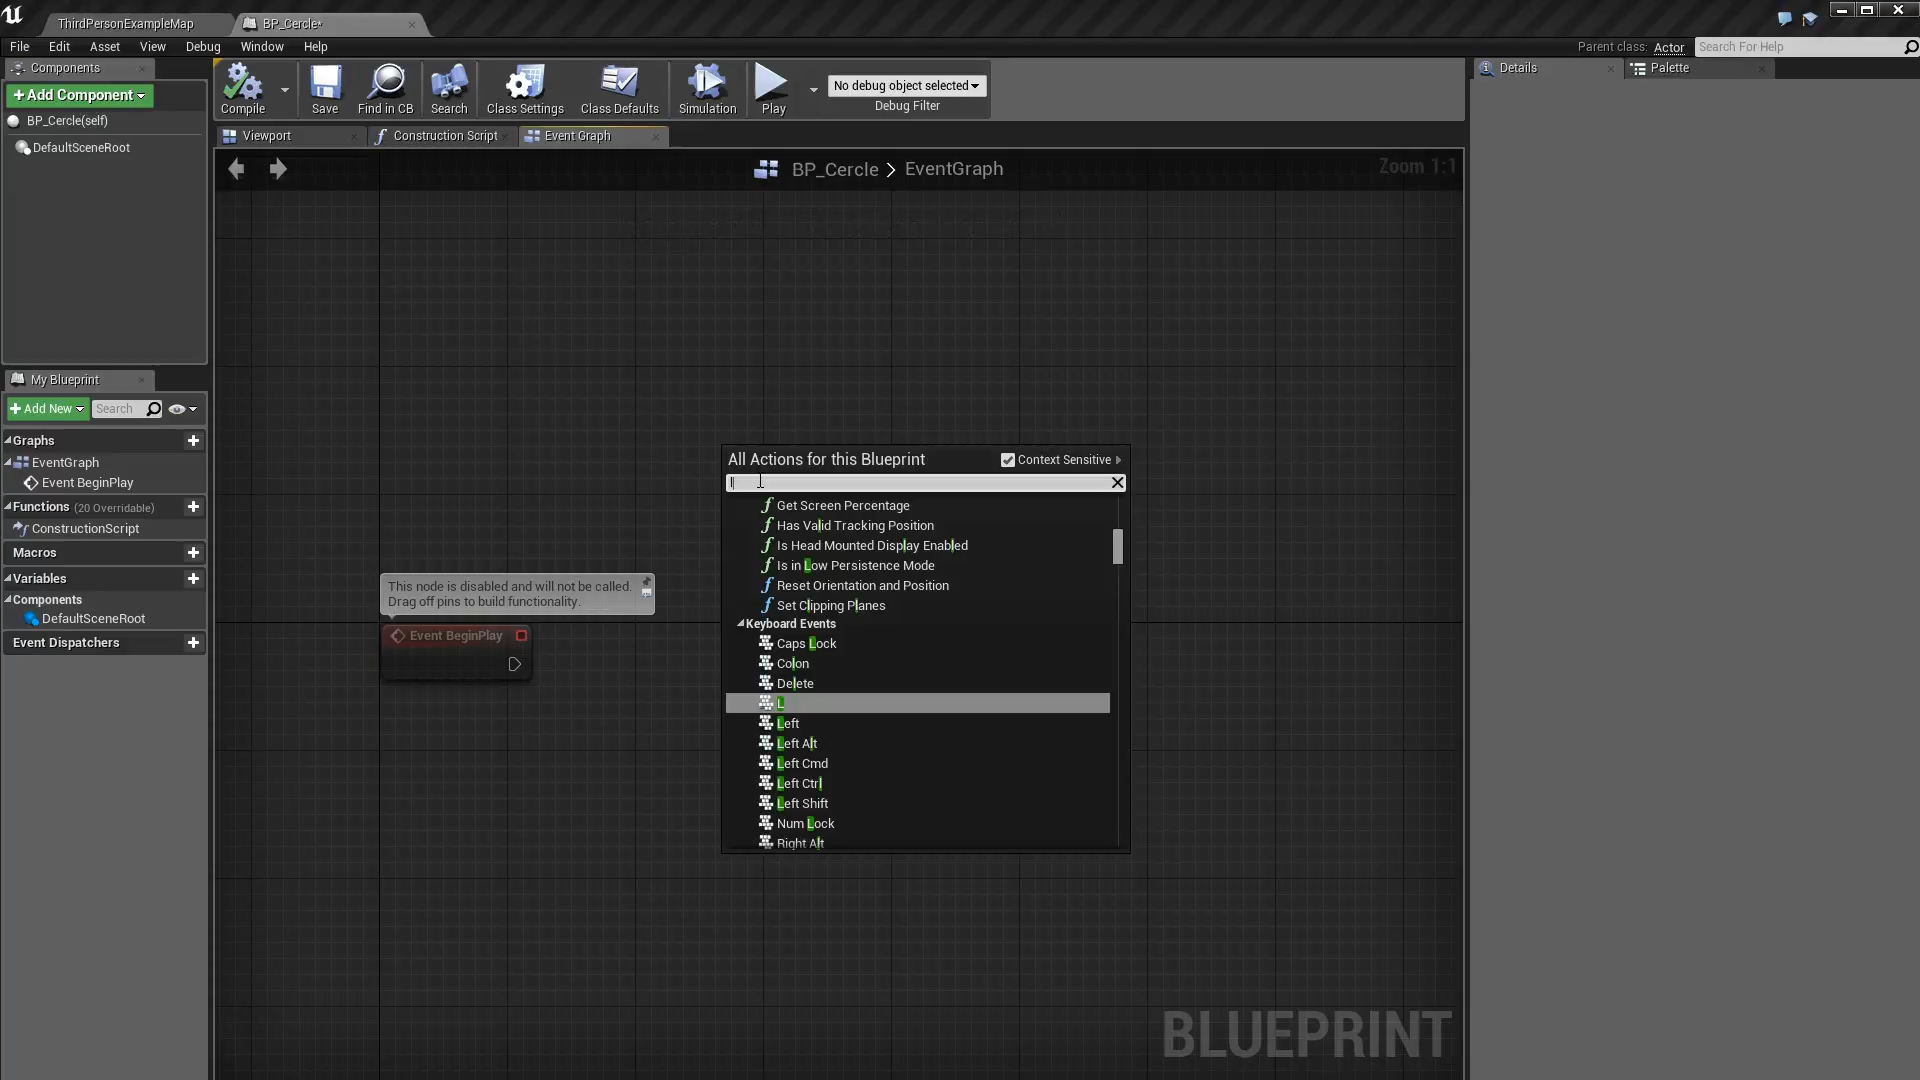 ThirdPersonExampleMap
BP_Cercle*
File Edit Asset View Debug Window Help
Parent class: Actor
Search For Help
Components
+ Add Component
BP_Cercle(self)
DefaultSceneRoot
Compile
Save
Find in CB
Search
Class Settings
Class Defaults
Simulation
Play
No debug object selected
Debug Filter
Details
Palette
Viewport
Construction Script
Event Graph
BP_Cercle > EventGraph
Zoom 1:1
My Blueprint
+ Add New
Search
Graphs
EventGraph
Event BeginPlay
Functions (20 Overridable)
ConstructionScript
Macros
Variables
Components
DefaultSceneRoot
Event Dispatchers
This node is disabled and will not be called.
Drag off pins to build functionality.
Event BeginPlay
All Actions for this Blueprint
Context Sensitive
l
Get Screen Percentage
Has Valid Tracking Position
Is Head Mounted Display Enabled
Is in Low Persistence Mode
Reset Orientation and Position
Set Clipping Planes
Keyboard Events
Caps Lock
Colon
Delete
L
Left
Left Alt
Left Cmd
Left Ctrl
Left Shift
Num Lock
Right Alt
BLUEPRINT